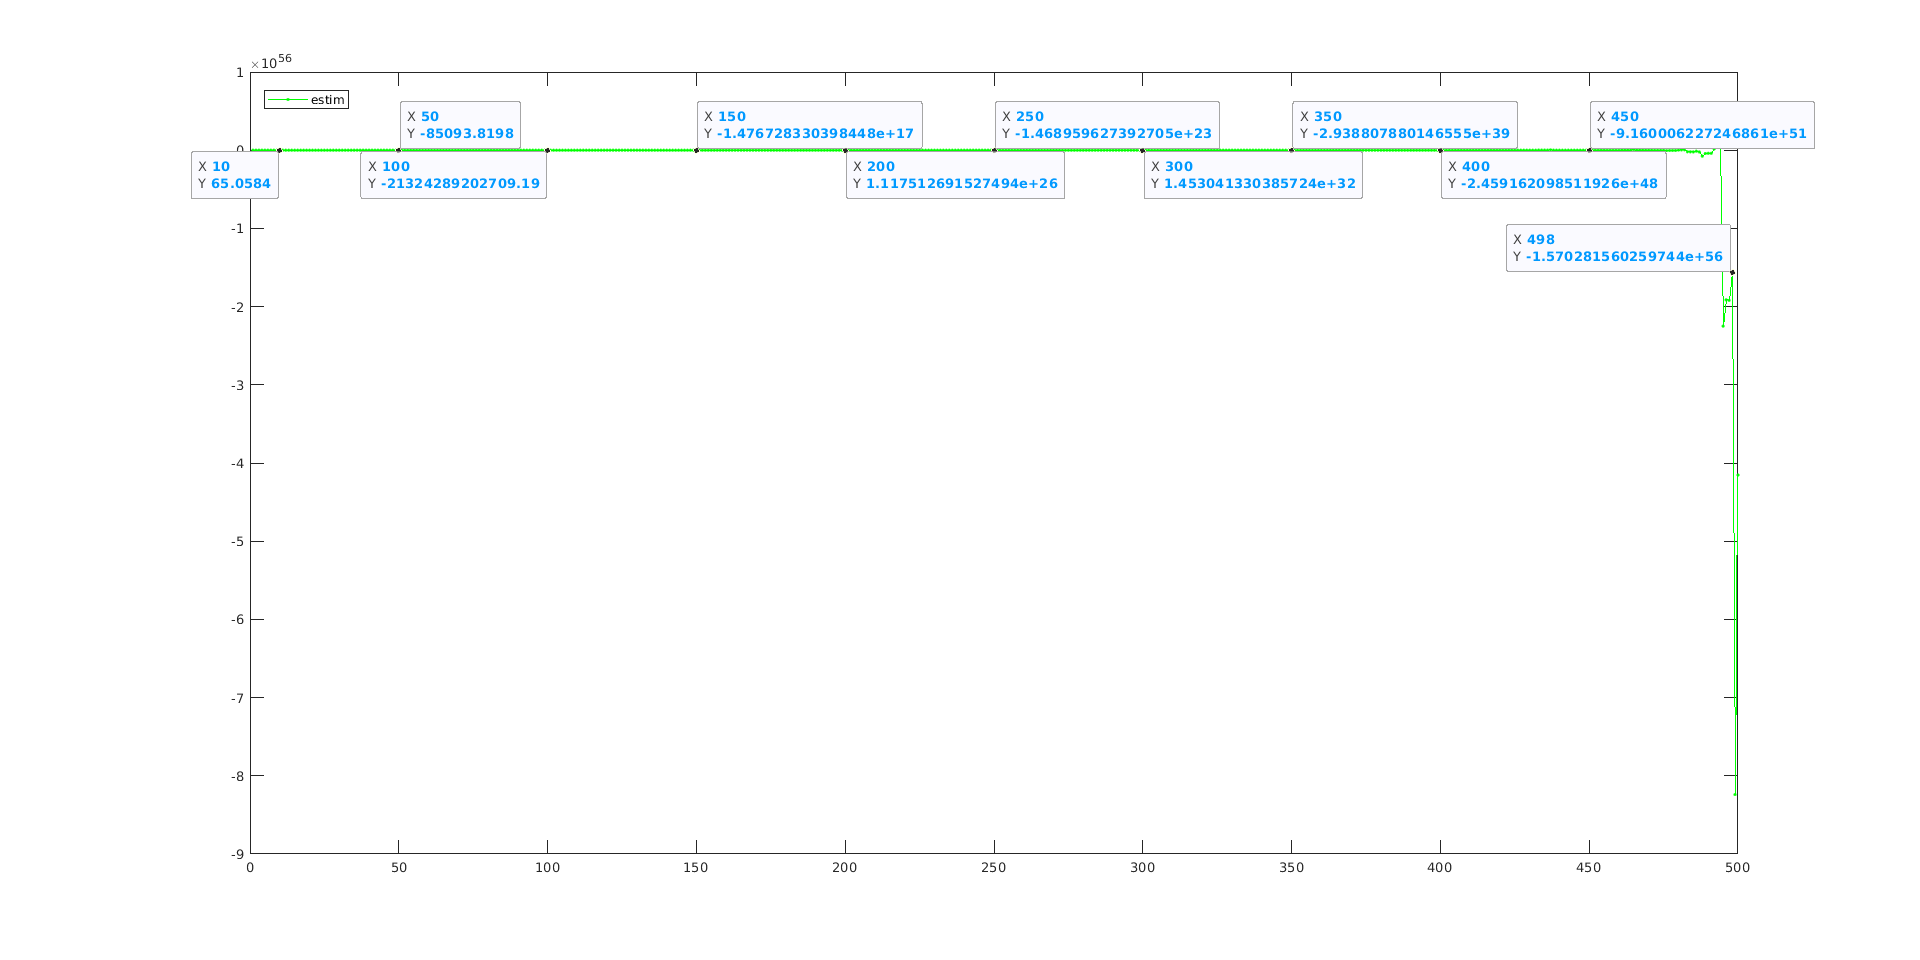 ×10^56
1
estim
X 50
Y -85093.8198
X 150
Y -1.476728330398448e+17
X 250
Y -1.468959627392705e+23
X 350
Y -2.938807880146555e+39
X 450
Y -9.160006227246861e+51
0
X 10
Y 65.0584
X 100
Y -21324289202709.19
X 200
Y 1.117512691527494e+26
X 300
Y 1.453041330385724e+32
X 400
Y -2.459162098511926e+48
-1
X 498
Y -1.570281560259744e+56
-2
-3
-4
-5
-6
-7
-8
-9
0 50 100 150 200 250 300 350 400 450 500